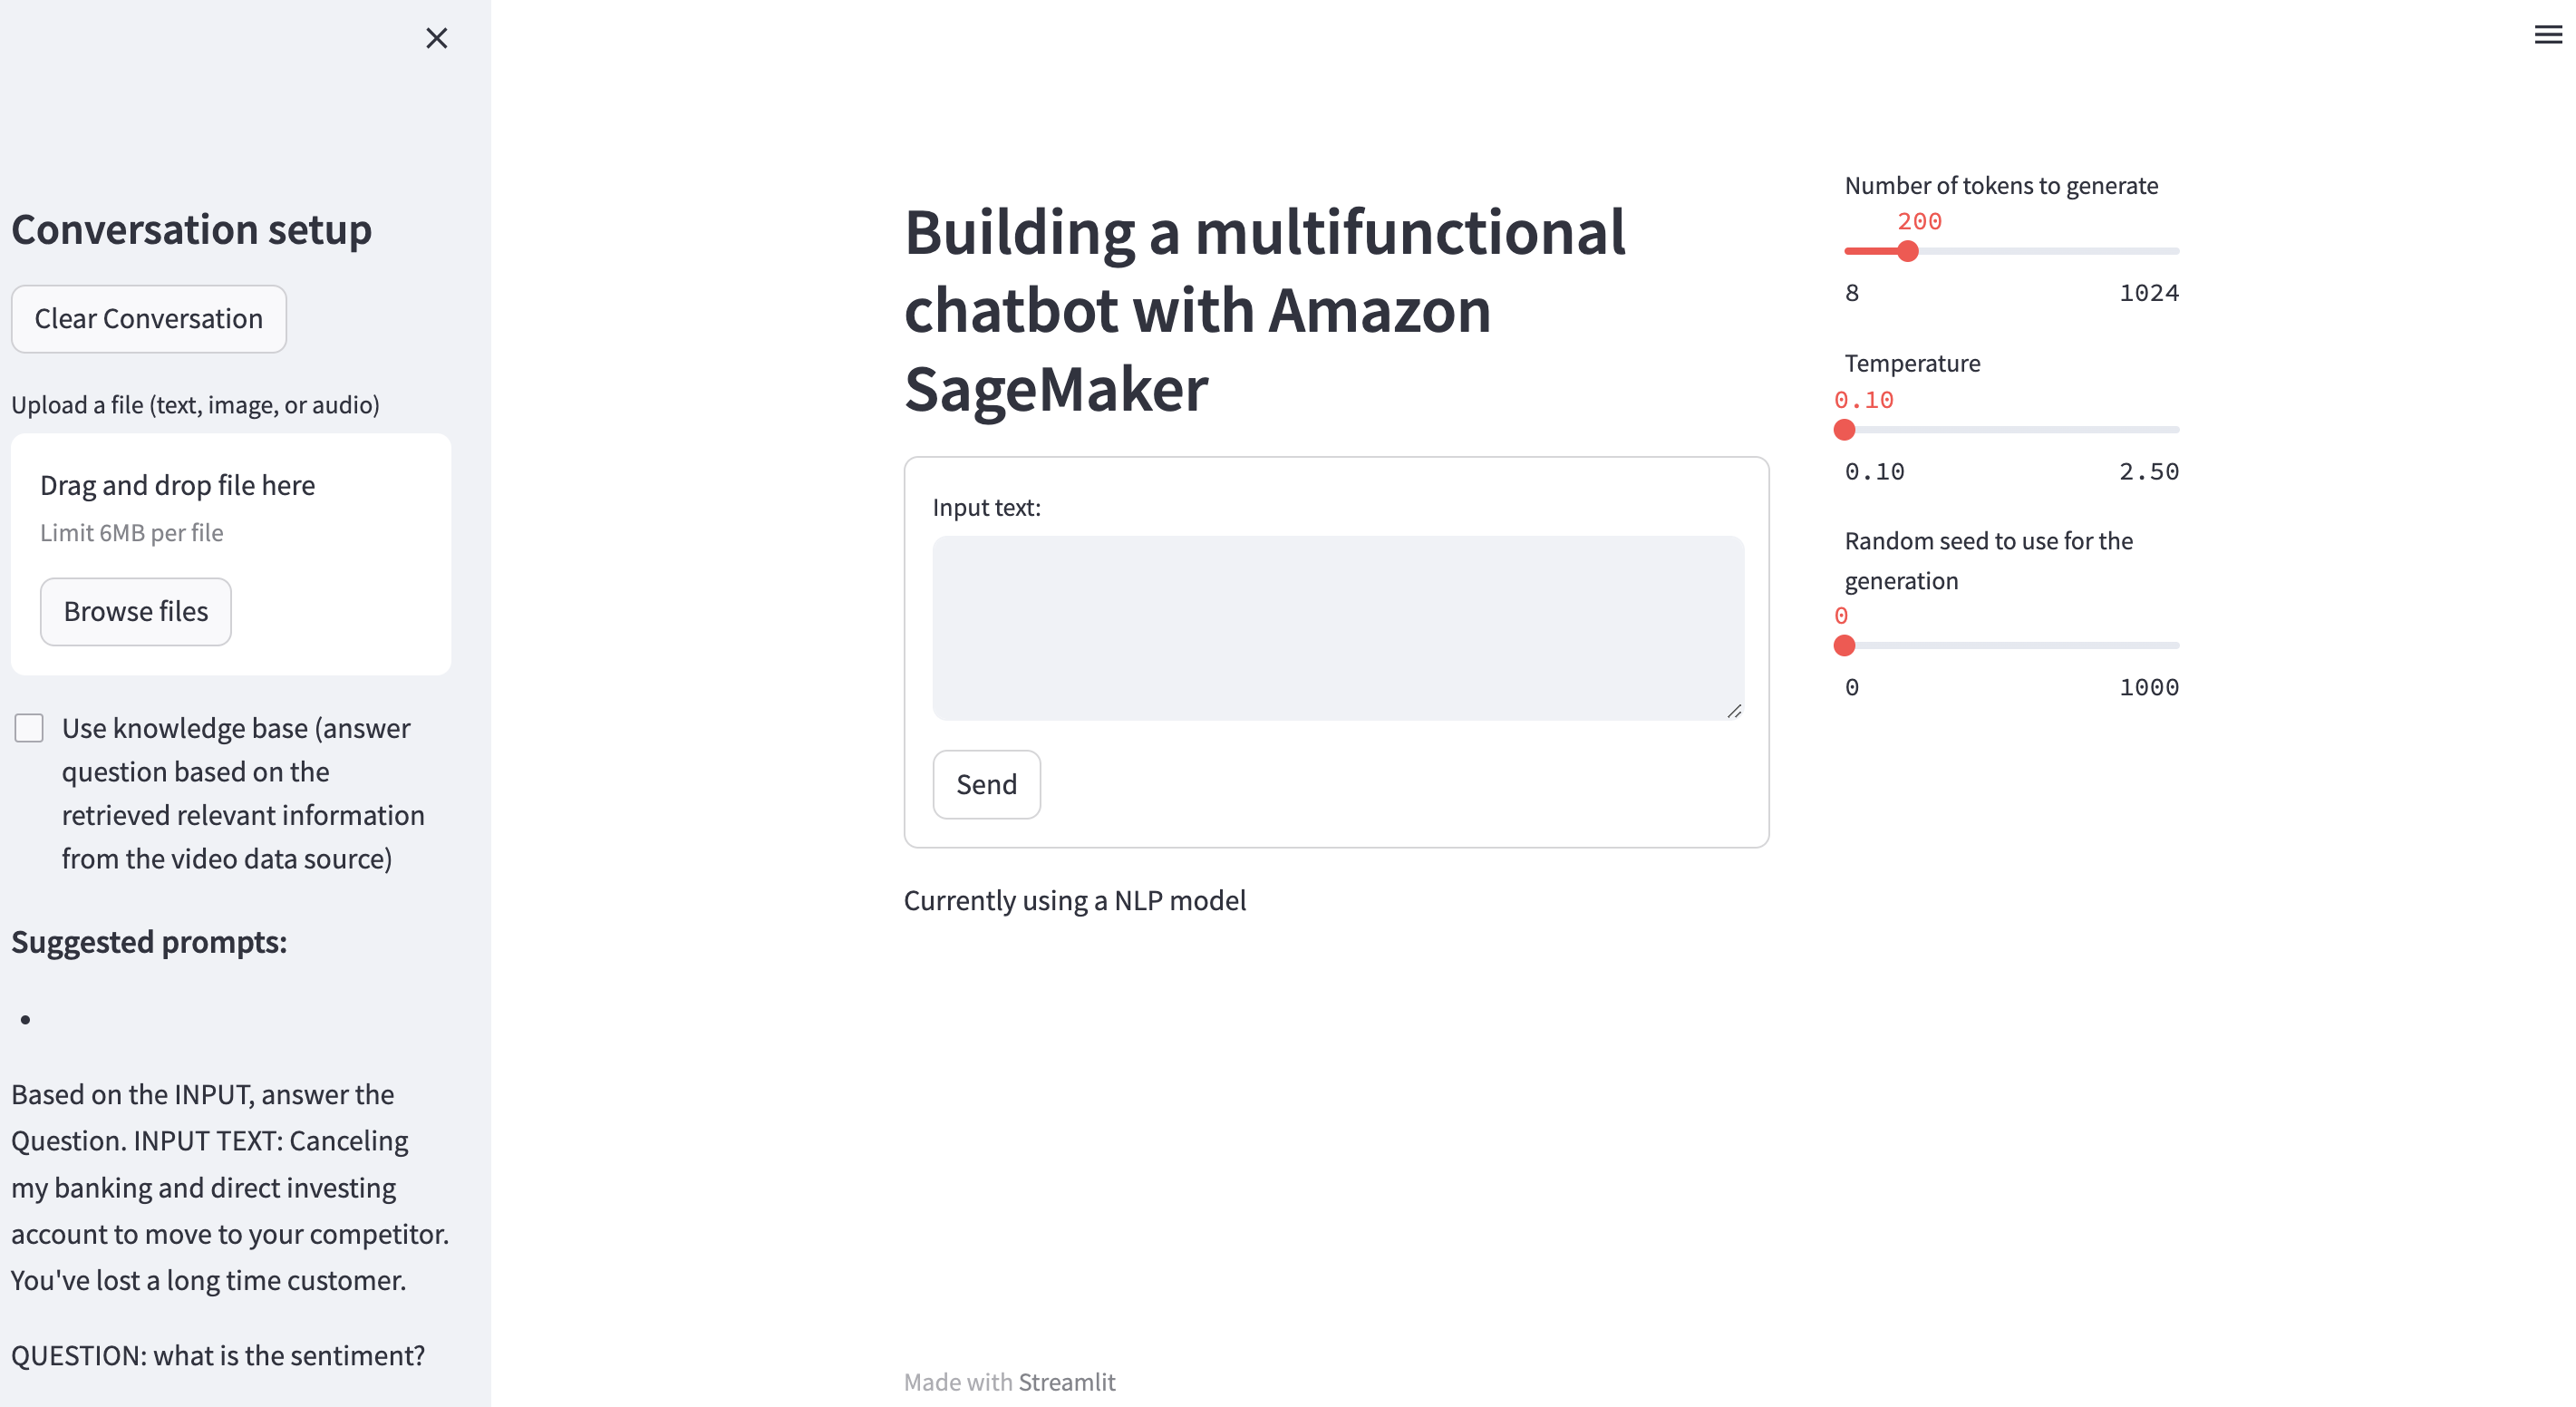 Conversation setup
Clear Conversation
Upload a file (text, image, or audio)
Drag and drop file here
Limit 6MB per file
Browse files
Use knowledge base (answer
question based on the
retrieved relevant information
from the video data source)
Suggested prompts:
•
Based on the INPUT, answer the
Question. INPUT TEXT: Canceling
my banking and direct investing
account to move to your competitor.
You've lost a long time customer.
QUESTION: what is the sentiment?
Building a multifunctional
chatbot with Amazon
SageMaker
Input text:
Send
Currently using a NLP model
Made with Streamlit
Number of tokens to generate
200
8 1024
Temperature
0.10
0.10 2.50
Random seed to use for the
generation
0
0 1000